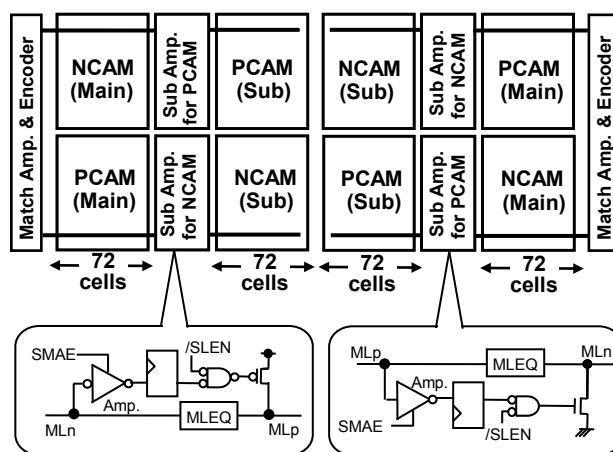 Match Amp. & Encoder
NCAM
(Main)
Sub Amp.
for PCAM
PCAM
(Sub)
NCAM
(Sub)
Sub Amp.
for NCAM
PCAM
(Main)
Match Amp. & Encoder
PCAM
(Main)
Sub Amp.
for NCAM
NCAM
(Sub)
PCAM
(Sub)
Sub Amp.
for PCAM
NCAM
(Main)
72
cells
72
cells
72
cells
72
cells
SMAE
/SLEN
Amp.
MLEQ
MLn
MLp
MLp
MLEQ
MLn
Amp.
SMAE
/SLEN